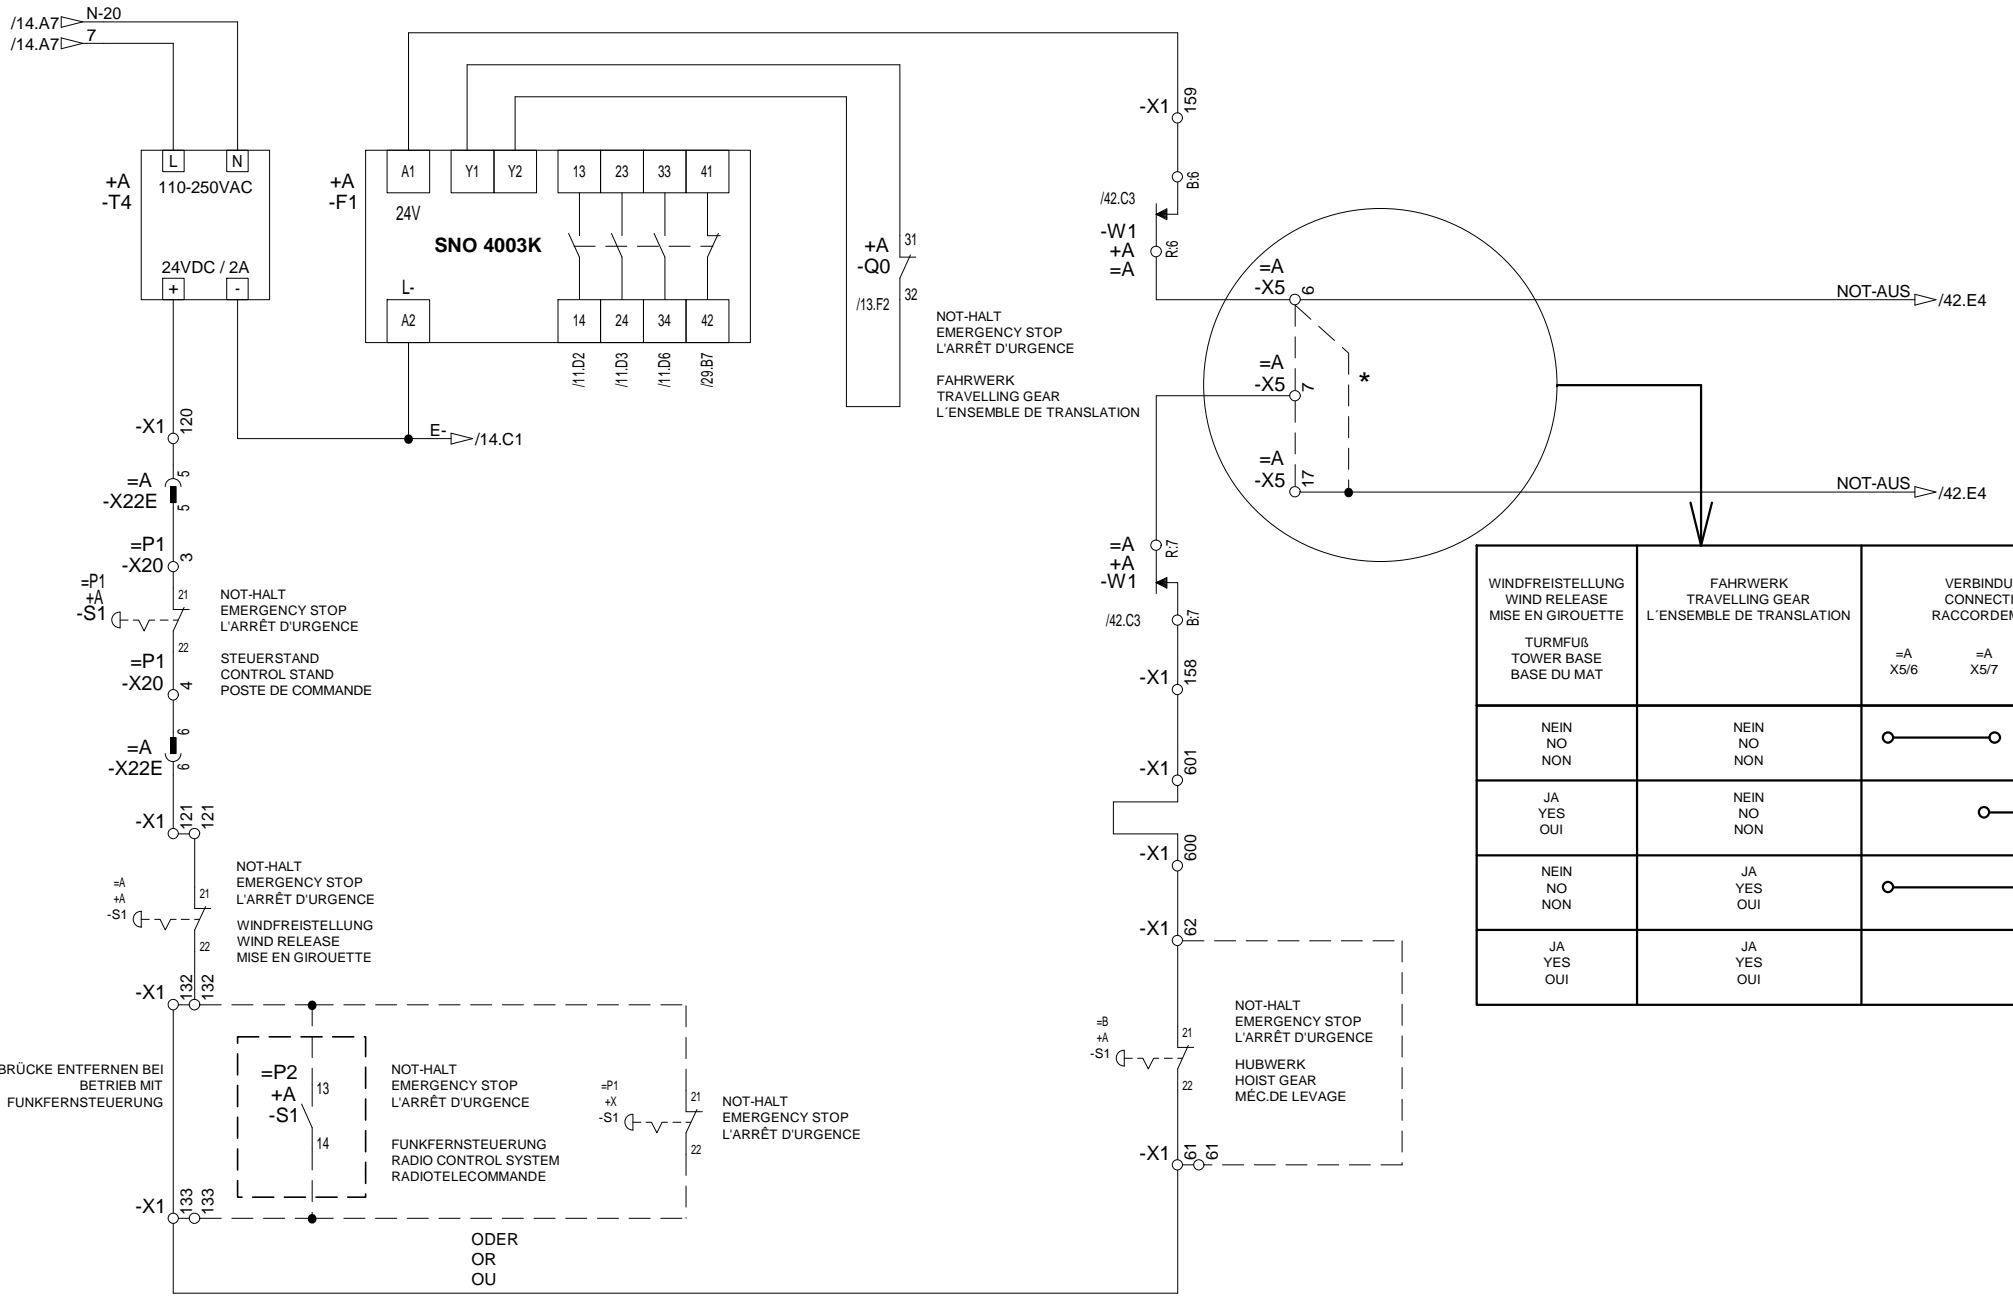 /14.A7 N-20
/14.A7 7
+A
-T4
L
N
110-250VAC
24VDC / 2A
+
-
+A
-F1
A1
Y1
Y2
13
23
33
41
24V
SNO 4003K
L-
A2
14
24
34
42
/11.D2
/11.D3
/11.D6
/29.B7
+A
-Q0
/13.F2
31
32
NOT-HALT
EMERGENCY STOP
L'ARRÊT D'URGENCE
FAHRWERK
TRAVELLING GEAR
L´ENSEMBLE DE TRANSLATION
E- /14.C1
-X1 120
=A
-X22E
5
5
=P1
-X20 3
=P1
+A
-S1
21
22
NOT-HALT
EMERGENCY STOP
L'ARRÊT D'URGENCE
STEUERSTAND
CONTROL STAND
POSTE DE COMMANDE
=P1
-X20 4
=A
-X22E
6
6
-X1 121 121
=A
+A
-S1
21
22
NOT-HALT
EMERGENCY STOP
L'ARRÊT D'URGENCE
WINDFREISTELLUNG
WIND RELEASE
MISE EN GIROUETTE
-X1 132 132
BRÜCKE ENTFERNEN BEI
BETRIEB MIT
FUNKFERNSTEUERUNG
=P2
+A
-S1
13
14
NOT-HALT
EMERGENCY STOP
L'ARRÊT D'URGENCE
FUNKFERNSTEUERUNG
RADIO CONTROL SYSTEM
RADIOTELECOMMANDE
=P1
+X
-S1
21
22
NOT-HALT
EMERGENCY STOP
L'ARRÊT D'URGENCE
-X1 133 133
ODER
OR
OU
-X1 159
B:6
/42.C3
-W1
+A
=A
R:6
=A
-X5 6
NOT-AUS /42.E4
=A
-X5 7
*
=A
-X5 17
NOT-AUS /42.E4
=A
+A
-W1
R:7
/42.C3
B:7
-X1 158
-X1 601
-X1 600
-X1 62
=B
+A
-S1
21
22
NOT-HALT
EMERGENCY STOP
L'ARRÊT D'URGENCE
HUBWERK
HOIST GEAR
MÉC.DE LEVAGE
-X1 61 61
WINDFREISTELLUNG
WIND RELEASE
MISE EN GIROUETTE
TURMFUß
TOWER BASE
BASE DU MAT
FAHRWERK
TRAVELLING GEAR
L´ENSEMBLE DE TRANSLATION
VERBINDU
CONNECTI
RACCORDEM
=A =A
X5/6 X5/7
NEIN NEIN
NO NO
NON NON
JA NEIN
YES NO
OUI NON
NEIN JA
NO YES
NON OUI
JA JA
YES YES
OUI OUI